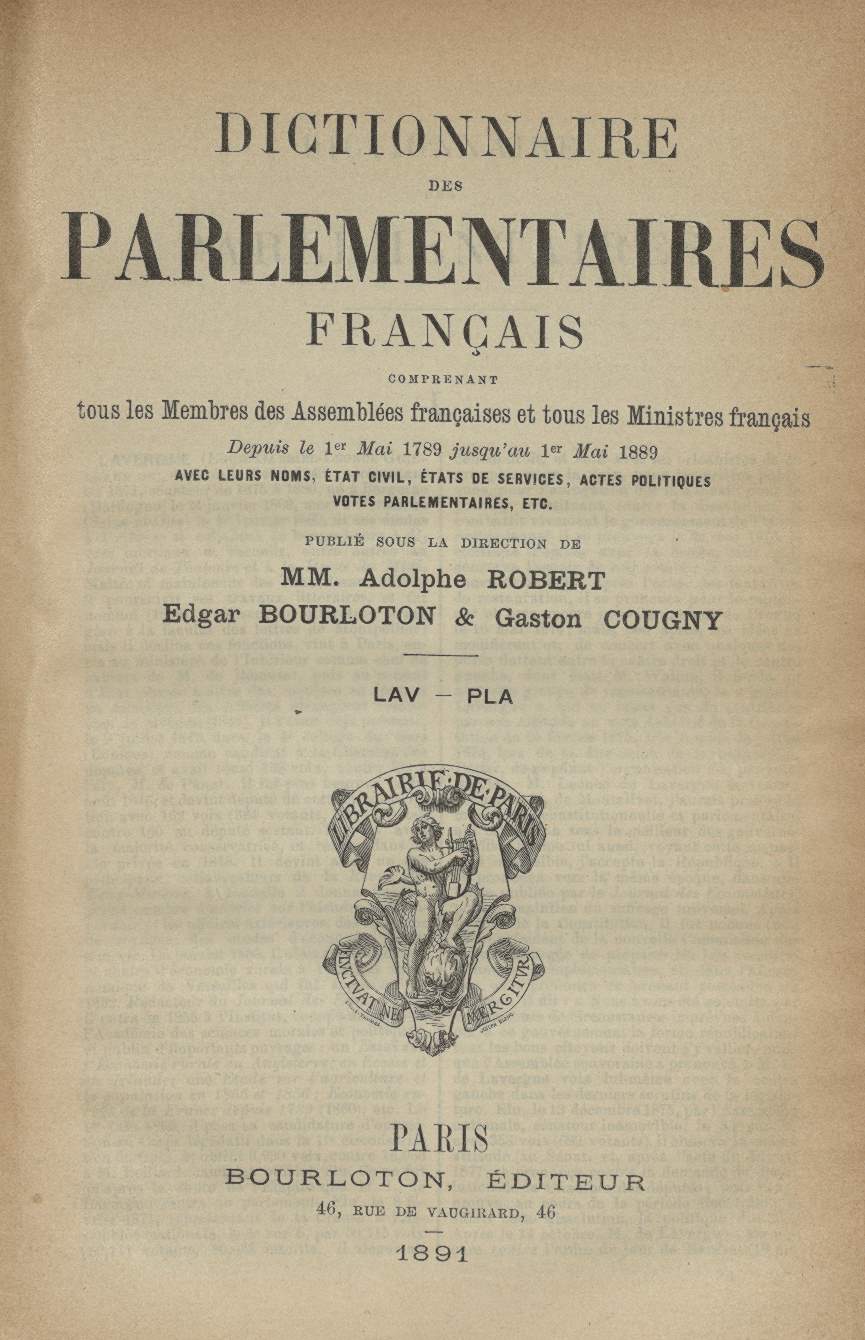 DICTIONNAIRE
DES
PARLEMENTAIRES
FRANÇAIS
COMPRENANT
tous les Membres des Assemblées françaises et tous les Ministres français
Depuis le 1er Mai 1789 jusqu'au 1er Mai 1889
AVEC LEURS NOMS, ÉTAT CIVIL, ÉTATS DE SERVICES, ACTES POLITIQUES
VOTES PARLEMENTAIRES, ETC.
PUBLIÉ SOUS LA DIRECTION DE
MM. Adolphe ROBERT
Edgar BOURLOTON & Gaston COUGNY
LAV — PLA
LIBRAIRIE·DE·PARIS
FLVCTVAT NEC MERGITVR
PARIS
BOURLOTON, ÉDITEUR
46, RUE DE VAUGIRARD, 46
1891